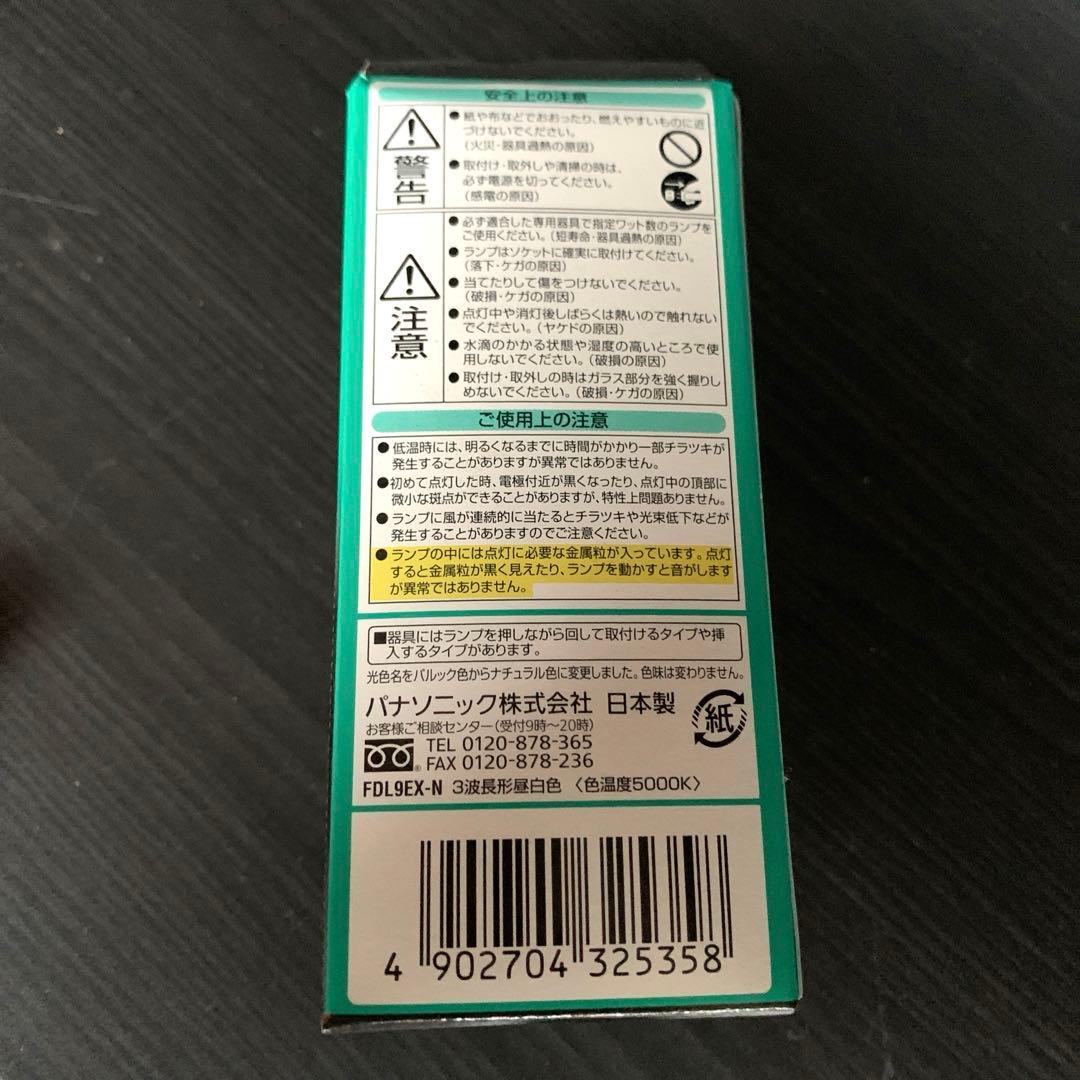 安全上の注意
警告
●紙や布などでおおったり、燃えやすいものに近
づけないでください。
(火災・器具過熱の原因)
●取付け・取外しや清掃の時は、
必ず電源を切ってください。
(感電の原因)
注意
●必ず適合した専用器具で指定ワット数のランプを
ご使用ください。(短寿命・器具過熱の原因)
●ランプはソケットに確実に取付けてください。
(落下・ケガの原因)
●当てたりして傷をつけないでください。
(破損・ケガの原因)
●点灯中や消灯後しばらくは熱いので触れない
でください。(ヤケドの原因)
●水滴のかかる状態や湿度の高いところで使
用しないでください。(破損の原因)
●取付け・取外しの時はガラス部分を強く握りし
めないでください。(破損・ケガの原因)
ご使用上の注意
●低温時には、明るくなるまでに時間がかかり一部チラツキが
発生することがありますが異常ではありません。
●初めて点灯した時、電極付近が黒くなったり、点灯中の頂部に
微小な斑点ができることがありますが、特性上問題ありません。
●ランプに風が連続的に当たるとチラツキや光束低下などが
発生することがありますのでご注意ください。
●ランプの中には点灯に必要な金属粒が入っています。点灯
すると金属粒が黒く見えたり、ランプを動かすと音がします
が異常ではありません。
■器具にはランプを押しながら回して取付けるタイプや挿
入するタイプがあります。
光色名をパルック色からナチュラル色に変更しました。色味は変わりません。
パナソニック株式会社 日本製
紙
お客様ご相談センター(受付9時〜20時)
TEL 0120-878-365
FAX 0120-878-236
FDL9EX-N 3波長形昼白色 〈色温度5000K〉
4 902704 325358